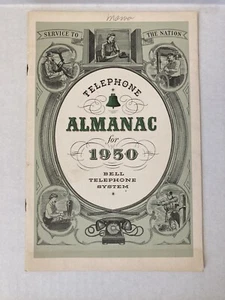 SERVICE TO THE NATION
TELEPHONE
ALMANAC
for
1950
BELL
TELEPHONE
SYSTEM